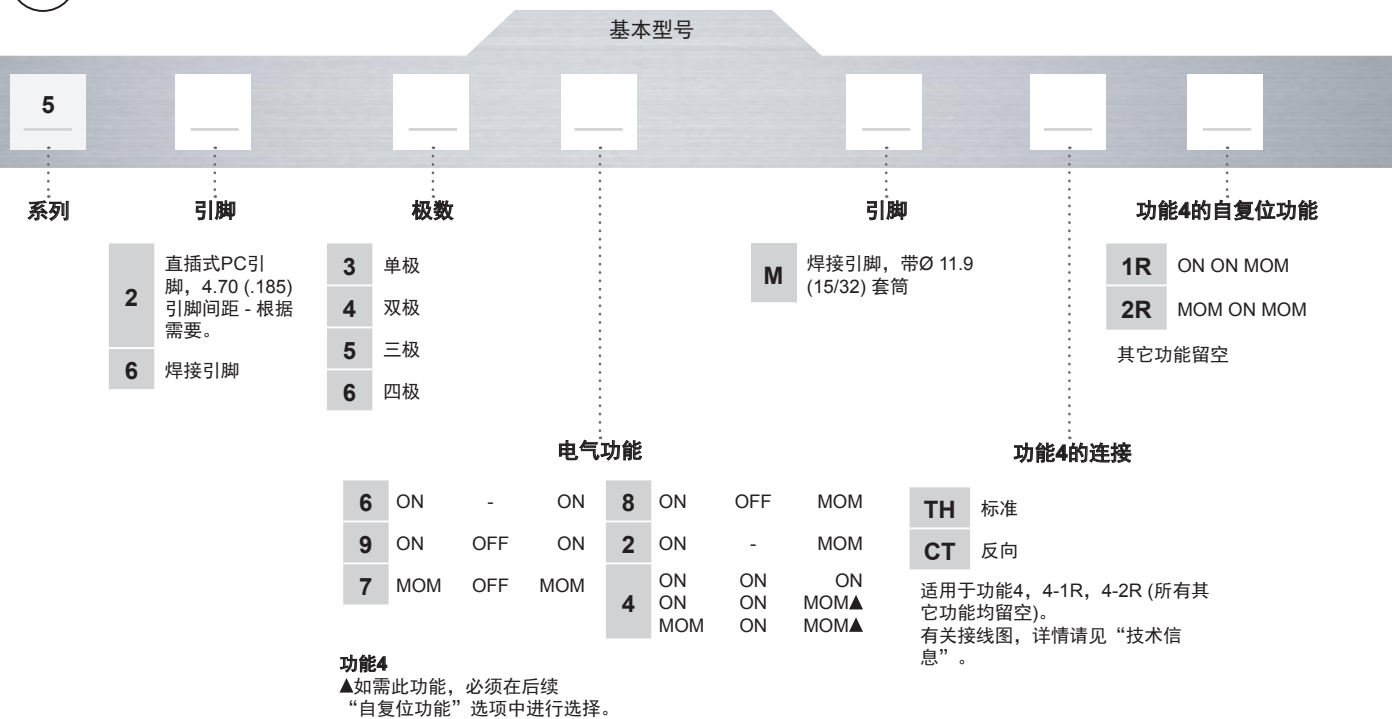 基本型号
5
系列
引脚
极数
引脚
功能4的自复位功能
2
直插式PC引
脚，4.70 (.185)
引脚间距 - 根据
需要。
6 焊接引脚
3 单极
4 双极
5 三极
6 四极
M
焊接引脚，带Ø 11.9
(15/32) 套筒
1R ON ON MOM
2R MOM ON MOM
其它功能留空
电气功能
6 ON - ON
9 ON OFF ON
7 MOM OFF MOM
8 ON OFF MOM
2 ON - MOM
4
ON ON ON
ON ON MOM▲
MOM ON MOM▲
功能4
▲如需此功能，必须在后续
“自复位功能”选项中进行选择。
功能4的连接
TH 标准
CT 反向
适用于功能4，4-1R，4-2R (所有其
它功能均留空)。
有关接线图，详情请见“技术信
息”。